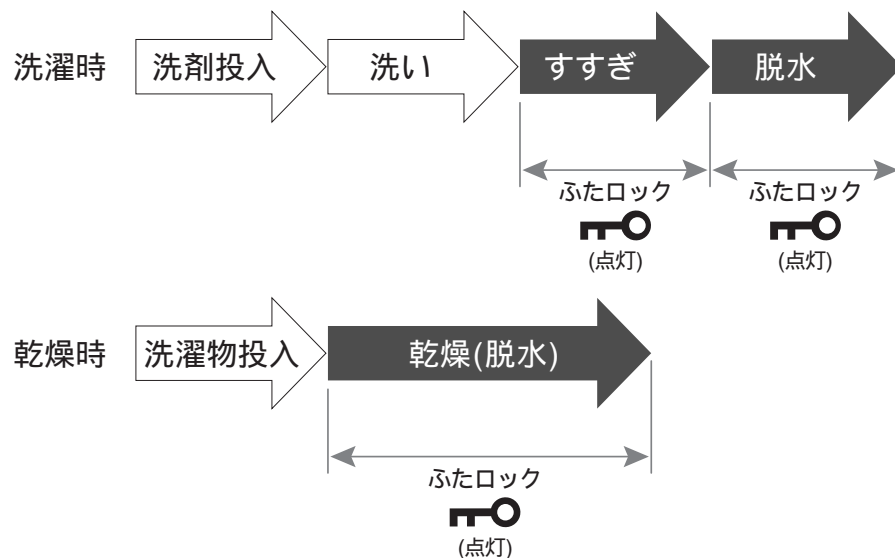 洗濯時 洗剤投入 洗い すすぎ 脱水
ふたロック ふたロック
(点灯) (点灯)
乾燥時 洗濯物投入 乾燥(脱水)
ふたロック
(点灯)